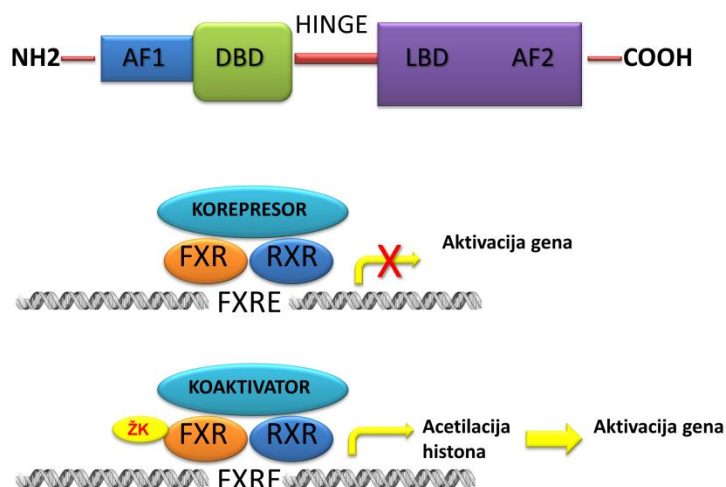 HINGE
NH2 AF1 DBD LBD AF2 COOH
KOREPRESOR
FXR RXR X Aktivacija gena
FXRE
KOAKTIVATOR
ŽK FXR RXR Acetilacija
histona Aktivacija gena
FXRE